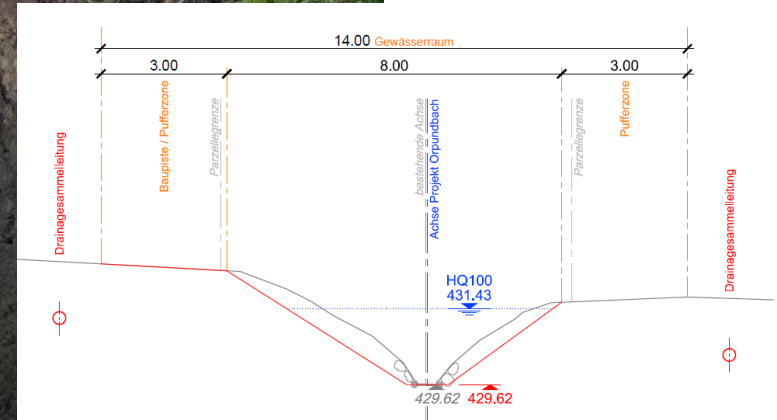 14.00 Gewässerraum
3.00
8.00
3.00
Drainagesammelleitung
Baupiste / Pufferzone
Parzellegrenze
bestehende Achse
Achse Projekt Orpundbach
Parzellegrenze
Pufferzone
Drainagesammelleitung
HQ100
431.43
429.62 429.62